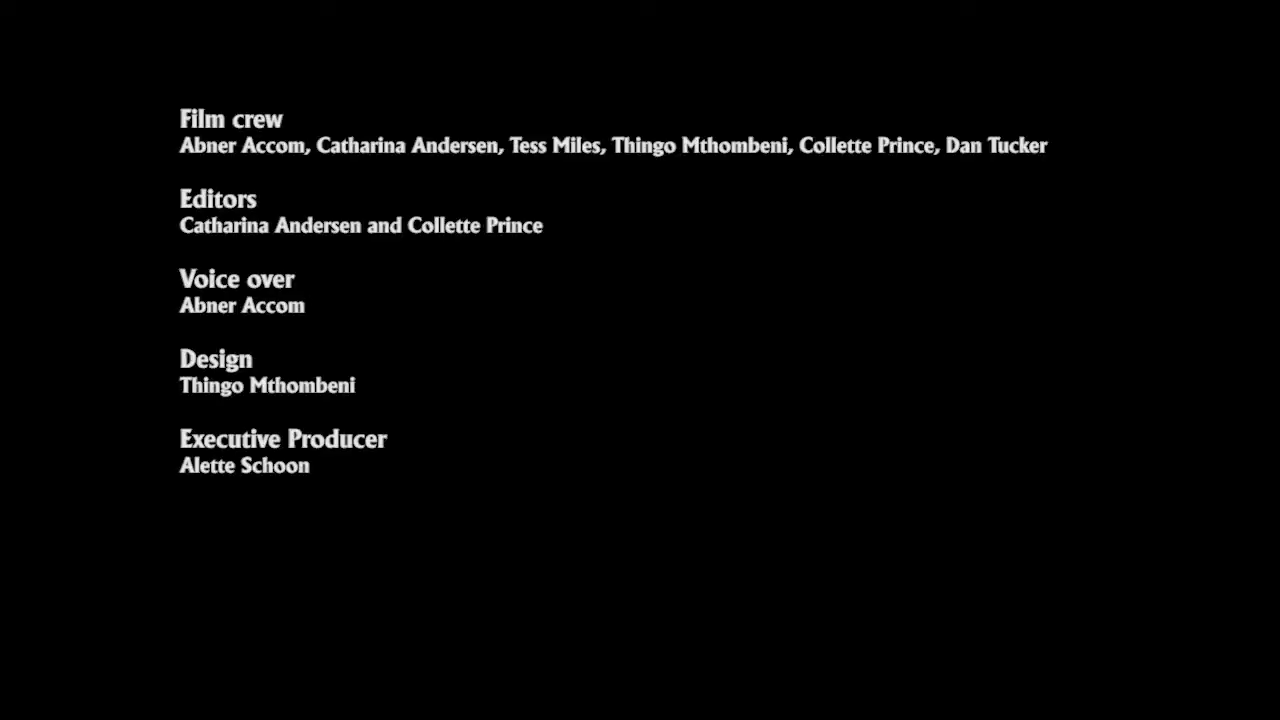 Film crew
Abner Accom, Catharina Andersen, Tess Miles, Thingo Mthombeni, Collette Prince, Dan Tucker
Editors
Catharina Andersen and Collette Prince
Voice over
Abner Accom
Design
Thingo Mthombeni
Executive Producer
Alette Schoon